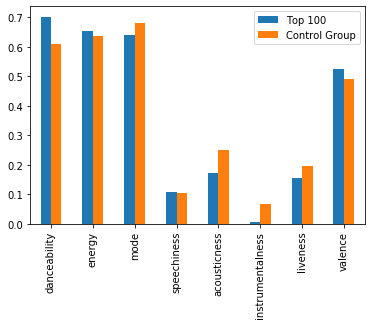 0.7
0.6
0.5
0.4
0.3
0.2
0.1
0.0
Top 100
Control Group
danceability
energy
mode
speechiness
acousticness
instrumentalness
liveness
valence